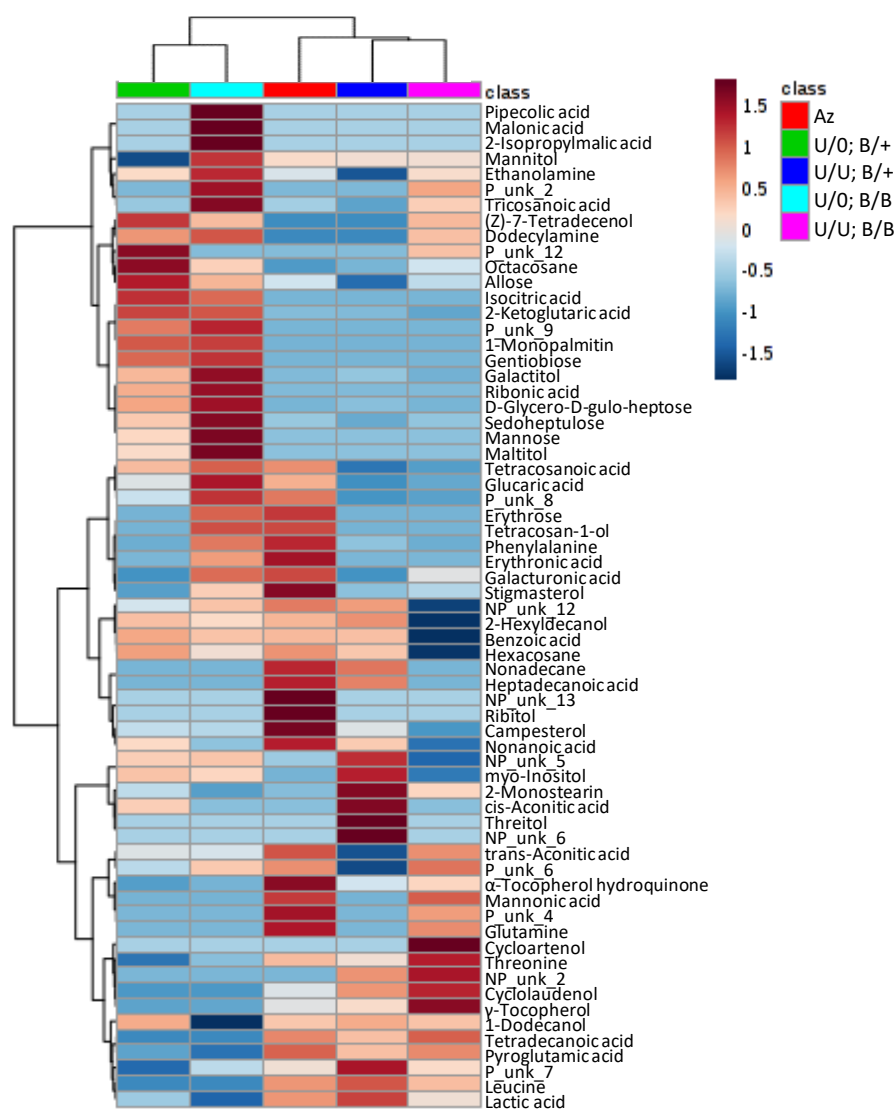 class
Pipecolic acid
Malonic acid
2-Isopropylmalic acid
Mannitol
Ethanolamine
P_unk_2
Tricosanoic acid
(Z)-7-Tetradecenol
Dodecylamine
P_unk_12
Octacosane
Allose
Isocitric acid
2-Ketoglutaric acid
P_unk_9
1-Monopalmitin
Gentiobiose
Galactitol
Ribonic acid
D-Glycero-D-gulo-heptose
Sedoheptulose
Mannose
Maltitol
Tetracosanoic acid
Glucaric acid
P_unk_8
Erythrose
Tetracosan-1-ol
Phenylalanine
Erythronic acid
Galacturonic acid
Stigmasterol
NP_unk_12
2-Hexyldecanol
Benzoic acid
Hexacosane
Nonadecane
Heptadecanoic acid
NP_unk_13
Ribitol
Campesterol
Nonanoic acid
NP_unk_5
myo-Inositol
2-Monostearin
cis-Aconitic acid
Threitol
NP_unk_6
trans-Aconitic acid
P_unk_6
α-Tocopherol hydroquinone
Mannonic acid
P_unk_4
Glutamine
Cycloartenol
Threonine
NP_unk_2
Cyclolaudenol
γ-Tocopherol
1-Dodecanol
Tetradecanoic acid
Pyroglutamic acid
P_unk_7
Leucine
Lactic acid
1.5
1
0.5
0
-0.5
-1
-1.5
class
Az
U/0; B/+
U/U; B/+
U/0; B/B
U/U; B/B